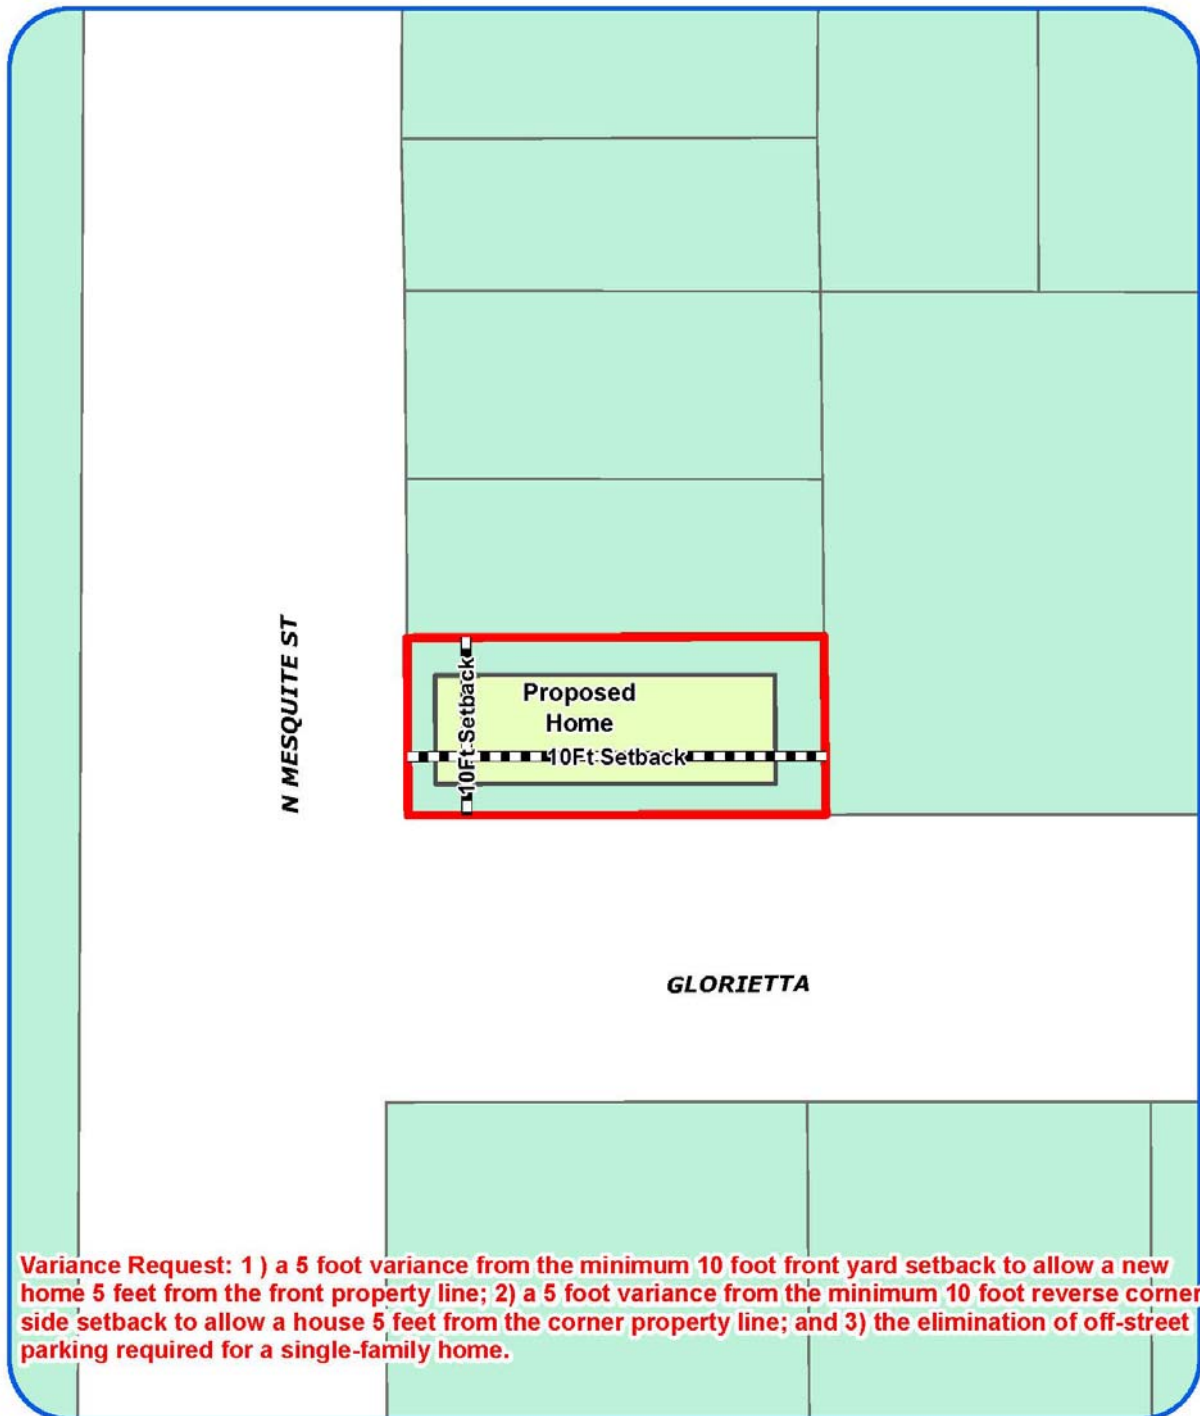 N MESQUITE ST
Proposed
Home
10Ft Setback
10Ft Setback
GLORIETTA
Variance Request: 1 ) a 5 foot variance from the minimum 10 foot front yard setback to allow a new
home 5 feet from the front property line; 2) a 5 foot variance from the minimum 10 foot reverse corner
side setback to allow a house 5 feet from the corner property line; and 3) the elimination of off-street
parking required for a single-family home.